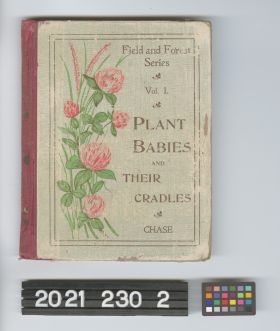 Field and Forest
Series
Vol. I.
PLANT
BABIES
AND
THEIR
CRADLES
CHASE
2021 230 2